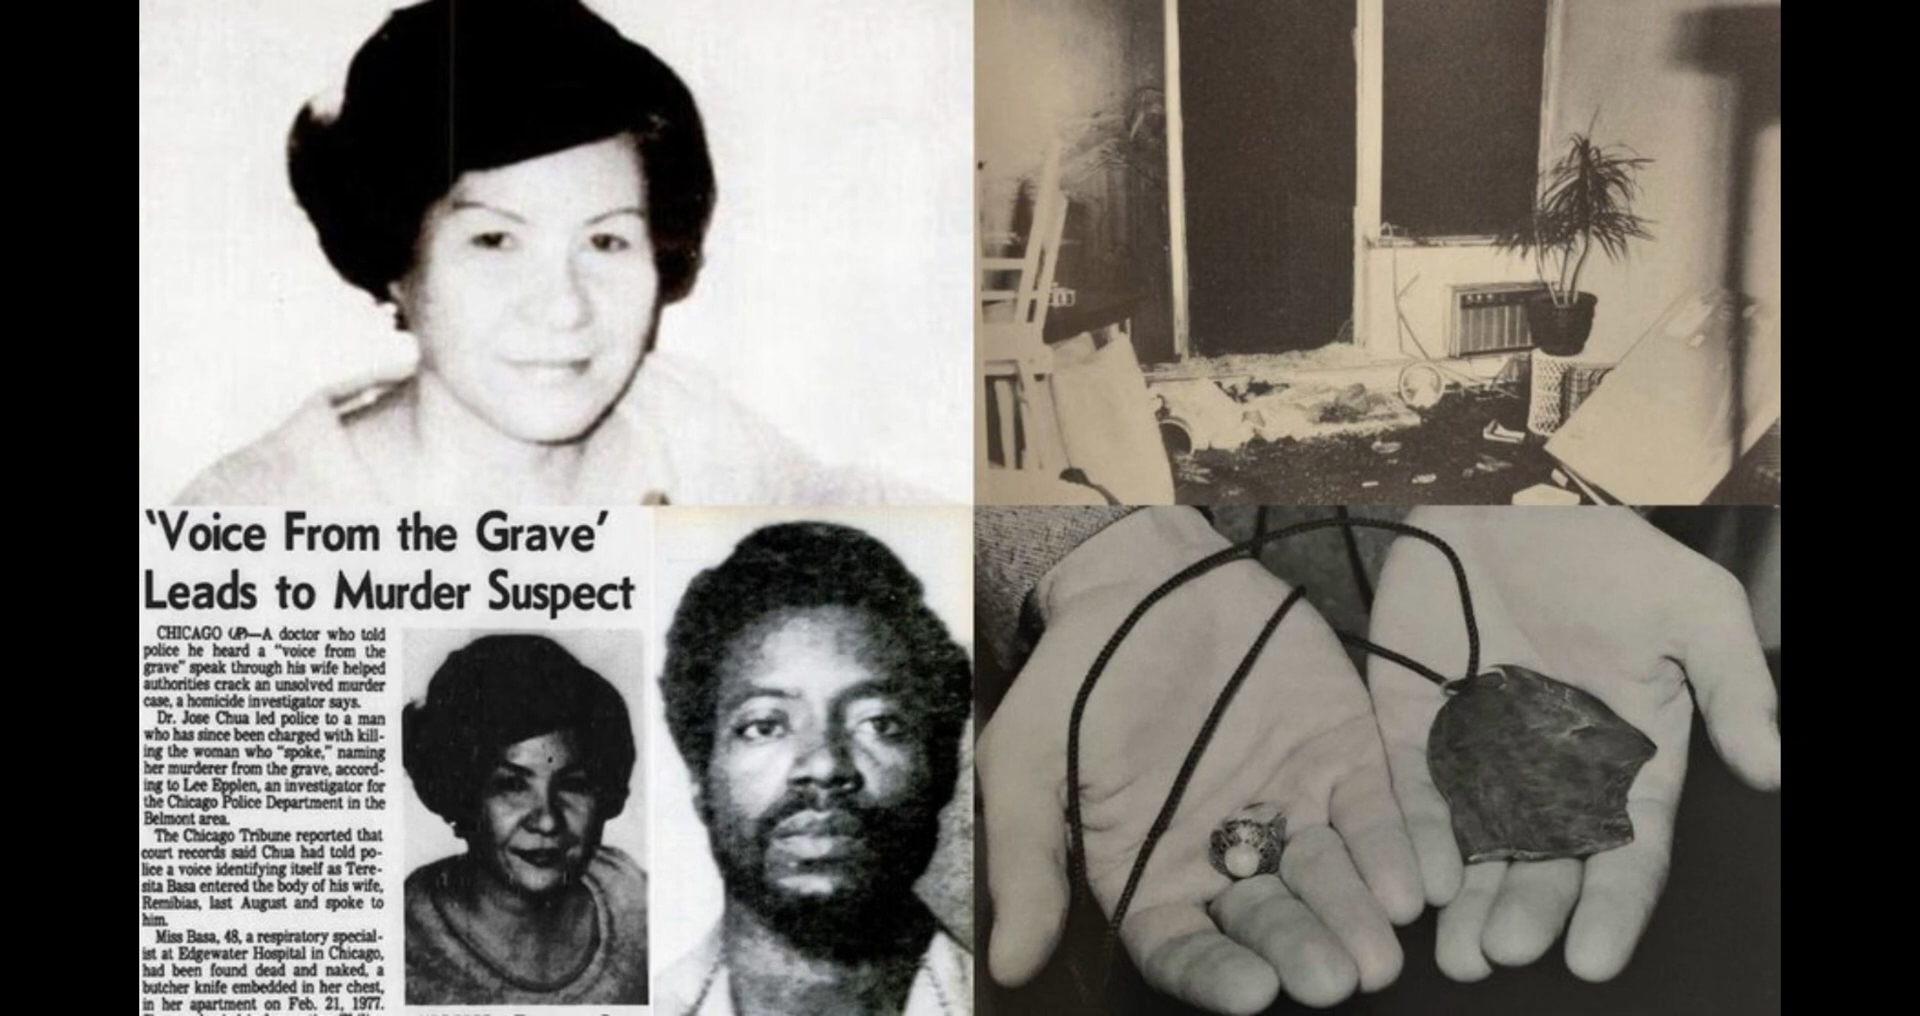 'Voice From the Grave'
Leads to Murder Suspect
CHICAGO (AP)—A doctor who told
police he heard a "voice from the
grave" speak through his wife helped
authorities crack an unsolved murder
case, a homicide investigator says.
Dr. Jose Chua led police to a man
who has since been charged with kill-
ing the woman who "spoke," naming
her murderer from the grave, accord-
ing to Lee Epplen, an investigator for
the Chicago Police Department in the
Belmont area.
The Chicago Tribune reported that
court records said Chua had told po-
lice a voice identifying itself as Tere-
sita Basa entered the body of his wife,
Remibias, last August and spoke to
him.
Miss Basa, 48, a respiratory special-
ist at Edgewater Hospital in Chicago,
had been found dead and naked, a
butcher knife embedded in her chest,
in her apartment on Feb. 21, 1977.